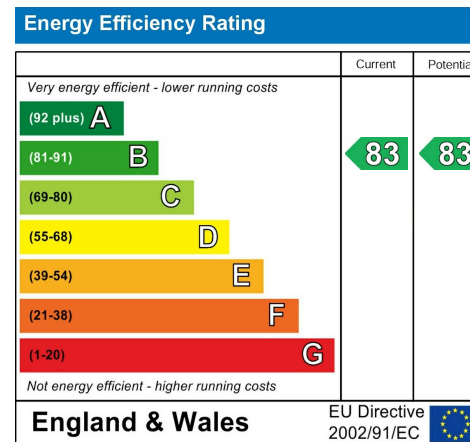 Energy Efficiency Rating
Current Potentia
Very energy efficient - lower running costs
(92 plus) A
(81-91) B
83 83
(69-80) C
(55-68) D
(39-54) E
(21-38) F
(1-20) G
Not energy efficient - higher running costs
England & Wales
EU Directive
2002/91/EC